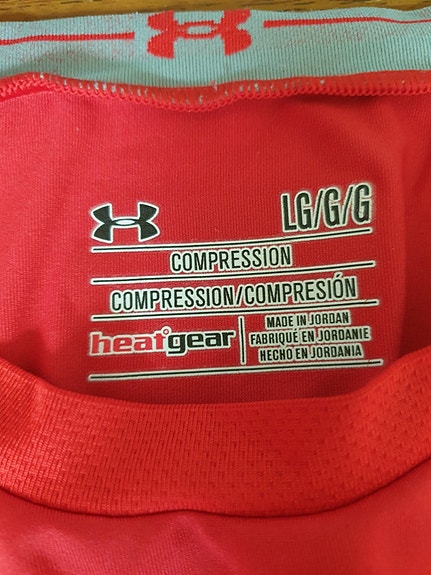 LG/G/G
COMPRESSION
COMPRESSION/COMPRESIÓN
heatgear
MADE IN JORDAN
FABRIQUÉ EN JORDANIE
HECHO EN JORDANIA